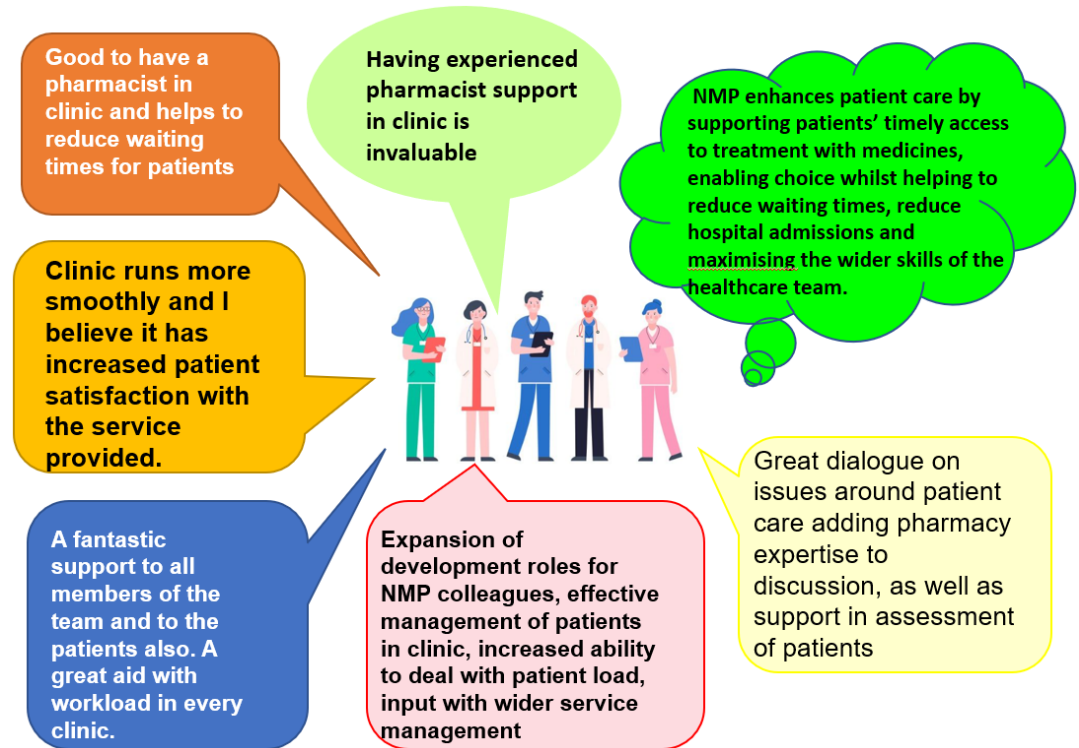 Good to have a
pharmacist in
clinic and helps to
reduce waiting
times for patients
Having experienced
pharmacist support
in clinic is
invaluable
NMP enhances patient care by
supporting patients’ timely access
to treatment with medicines,
enabling choice whilst helping to
reduce waiting times, reduce
hospital admissions and
maximising the wider skills of the
healthcare team.
Clinic runs more
smoothly and I
believe it has
increased patient
satisfaction with
the service
provided.
A fantastic
support to all
members of the
team and to the
patients also. A
great aid with
workload in every
clinic.
Expansion of
development roles for
NMP colleagues, effective
management of patients
in clinic, increased ability
to deal with patient load,
input with wider service
management
Great dialogue on
issues around patient
care adding pharmacy
expertise to
discussion, as well as
support in assessment
of patients